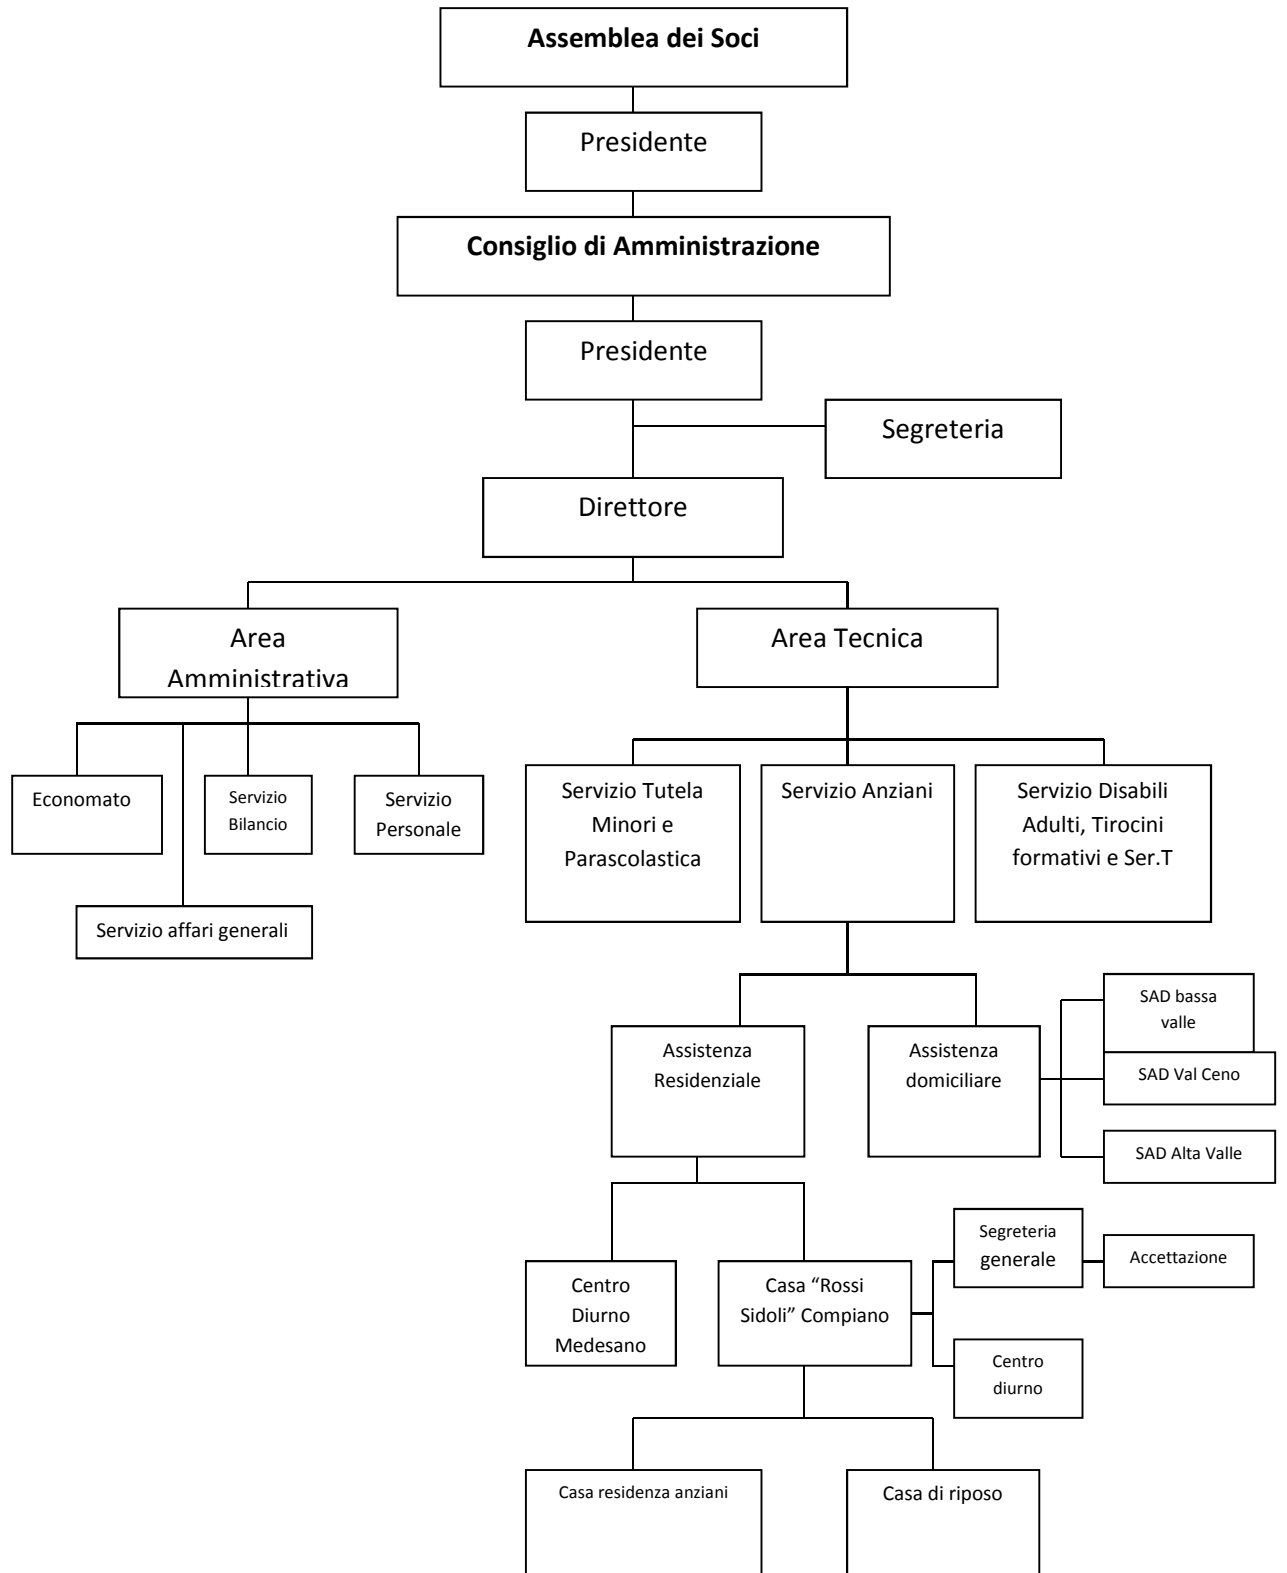 Assemblea dei Soci
Presidente
Consiglio di Amministrazione
Presidente
Segreteria
Direttore
Area
Amministrativa
Area Tecnica
Economato
Servizio
Bilancio
Servizio
Personale
Servizio affari generali
Servizio Tutela
Minori e
Parascolastica
Servizio Anziani
Servizio Disabili
Adulti, Tirocini
formativi e Ser.T
Assistenza
Residenziale
Assistenza
domiciliare
SAD bassa
valle
SAD Val Ceno
SAD Alta Valle
Centro
Diurno
Medesano
Casa “Rossi
Sidoli” Compiano
Segreteria
generale
Accettazione
Centro
diurno
Casa residenza anziani
Casa di riposo